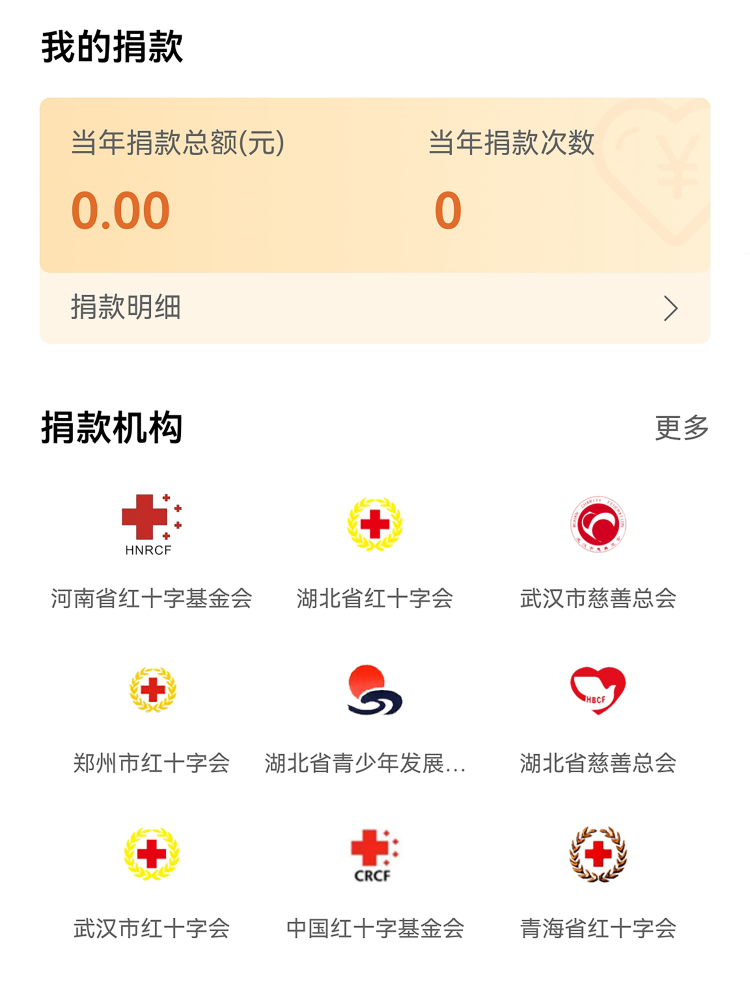 我的捐款
当年捐款总额(元) 当年捐款次数
0.00 0
捐款明细
捐款机构 更多
HNRCF
河南省红十字基金会 湖北省红十字会 武汉市慈善总会
HBCF
郑州市红十字会 湖北省青少年发展... 湖北省慈善总会
CRCF
武汉市红十字会 中国红十字基金会 青海省红十字会